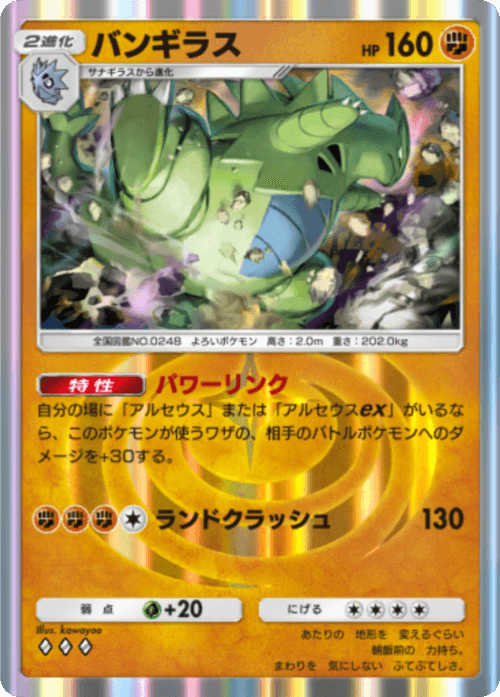 2進化 バンギラス HP 160
サナギラスから進化
全国図鑑NO.0248 よろいポケモン 高さ：2.0m 重さ：202.0kg
特性 パワーリンク
自分の場に「アルセウス」または「アルセウスex」がいるな
ら、このポケモンが使うワザの、相手のバトルポケモンへのダ
メージを+30する。
ランドクラッシュ 130
弱点 +20 にげる
Illus. kawayoo
あたりの 地形を 変えるぐらい
朝飯前の 力持ち。
まわりを 気にしない ふてぶてしさ。